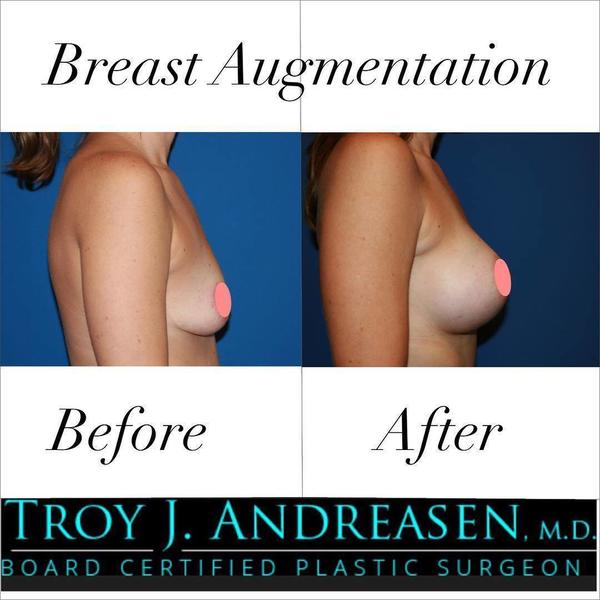 Breast Augmentation
Before After
TROY J. ANDREASEN, M.D.
BOARD CERTIFIED PLASTIC SURGEON